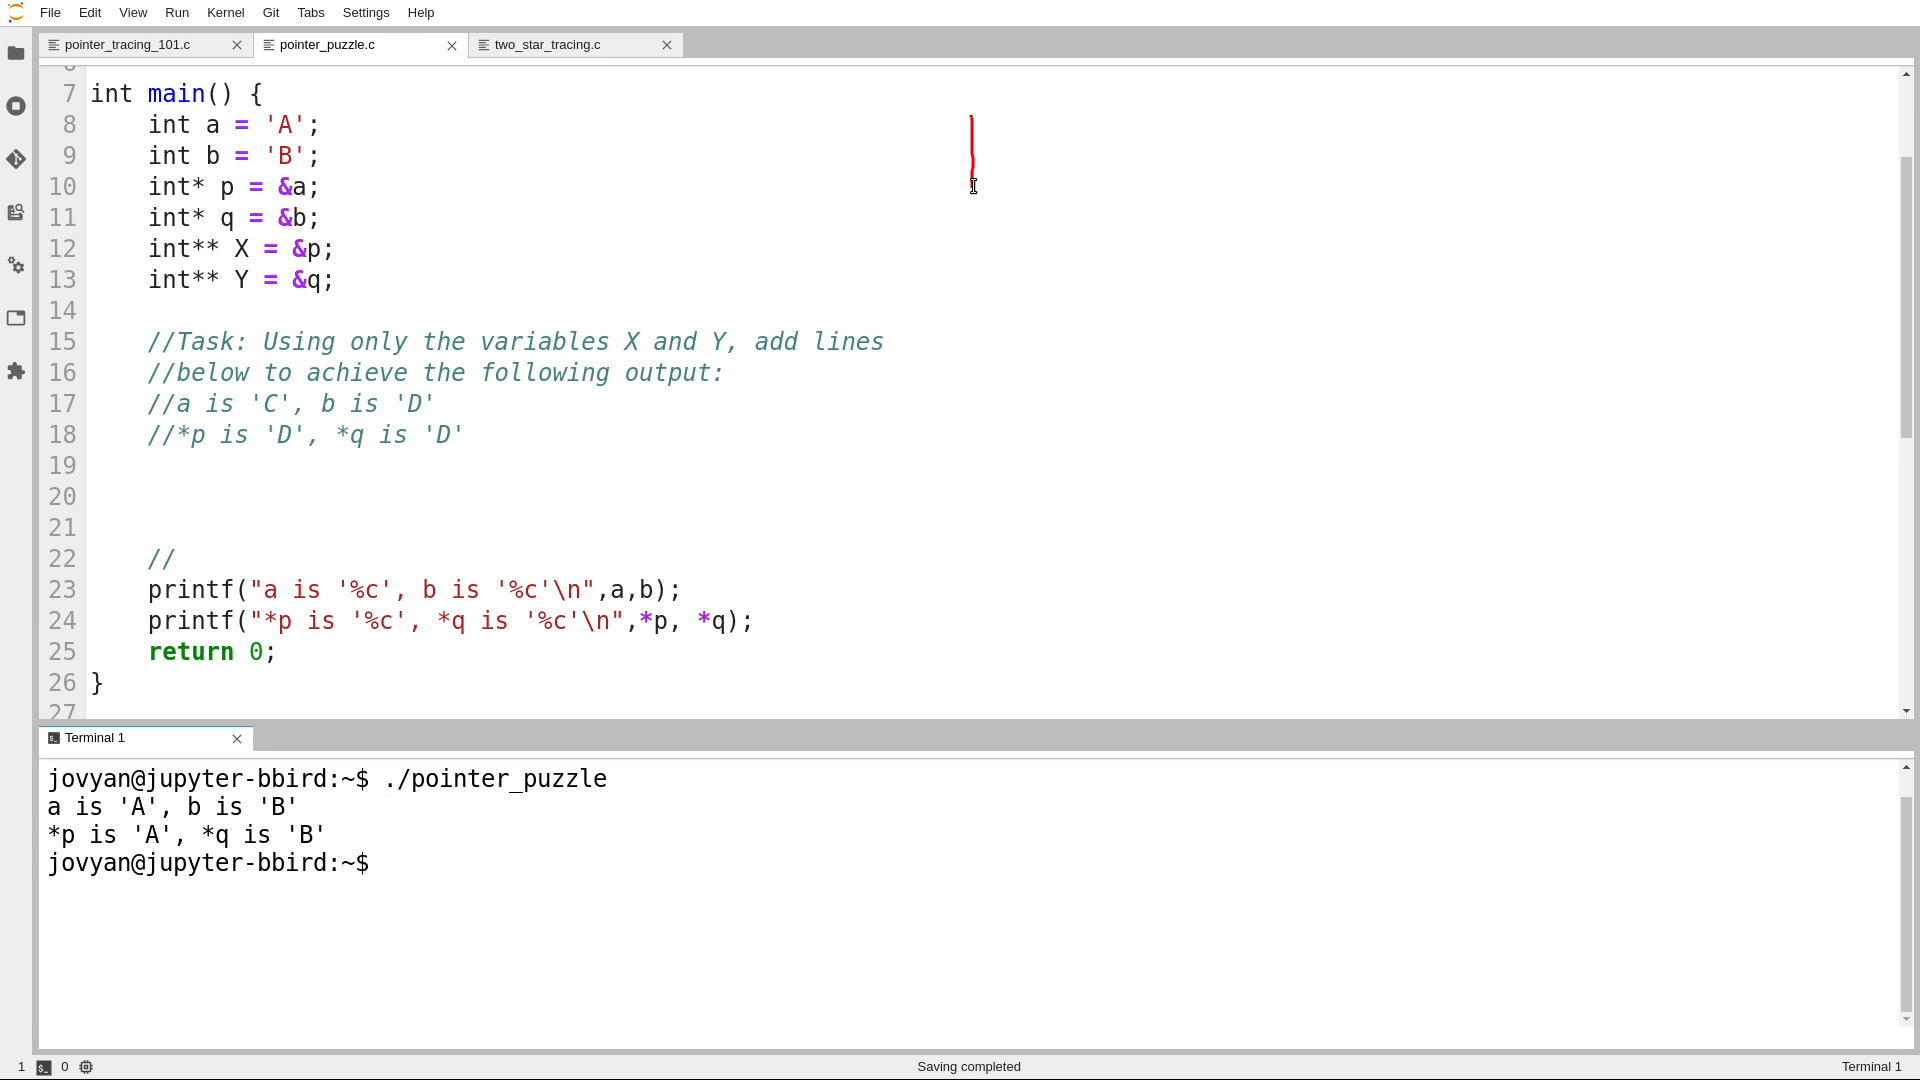 File Edit View Run Kernel Git Tabs Settings Help
pointer_tracing_101.c pointer_puzzle.c two_star_tracing.c
6
7 int main() {
8 int a = 'A';
9 int b = 'B';
10 int* p = &a;
11 int* q = &b;
12 int** X = &p;
13 int** Y = &q;
14
15 //Task: Using only the variables X and Y, add lines
16 //below to achieve the following output:
17 //a is 'C', b is 'D'
18 //*p is 'D', *q is 'D'
19
20
21
22 //
23 printf("a is '%c', b is '%c'\n",a,b);
24 printf("*p is '%c', *q is '%c'\n",*p, *q);
25 return 0;
26 }
27
Terminal 1
jovyan@jupyter-bbird:~$ ./pointer_puzzle
a is 'A', b is 'B'
*p is 'A', *q is 'B'
jovyan@jupyter-bbird:~$
1 0 Saving completed Terminal 1